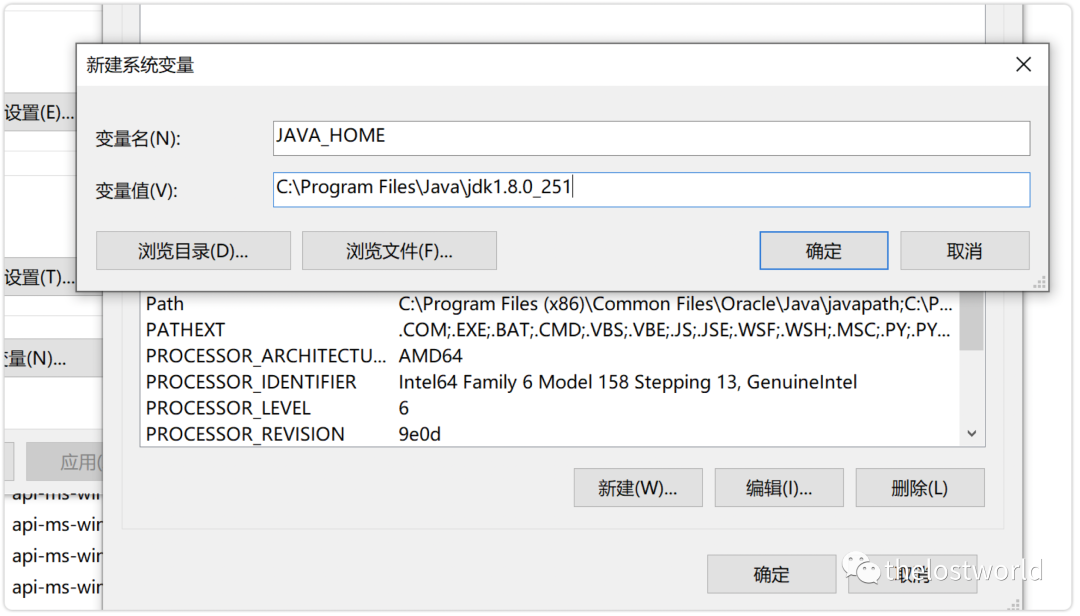 新建系统变量
设置(E)...
变量名(N): JAVA_HOME
变量值(V): C:\Program Files\Java\jdk1.8.0_251
浏览目录(D)... 浏览文件(F)... 确定 取消
设置(T)...
Path C:\Program Files (x86)\Common Files\Oracle\Java\javapath;C:\P...
PATHEXT .COM;.EXE;.BAT;.CMD;.VBS;.VBE;.JS;.JSE;.WSF;.WSH;.MSC;.PY;.PY...
PROCESSOR_ARCHITECTU... AMD64
变量(N)...
PROCESSOR_IDENTIFIER Intel64 Family 6 Model 158 Stepping 13, GenuineIntel
PROCESSOR_LEVEL 6
PROCESSOR_REVISION 9e0d
应用(
api-ms-wir
新建(W)... 编辑(I)... 删除(L)
api-ms-wir
api-ms-wir
确定 取消
thelostworld
api-ms-wir